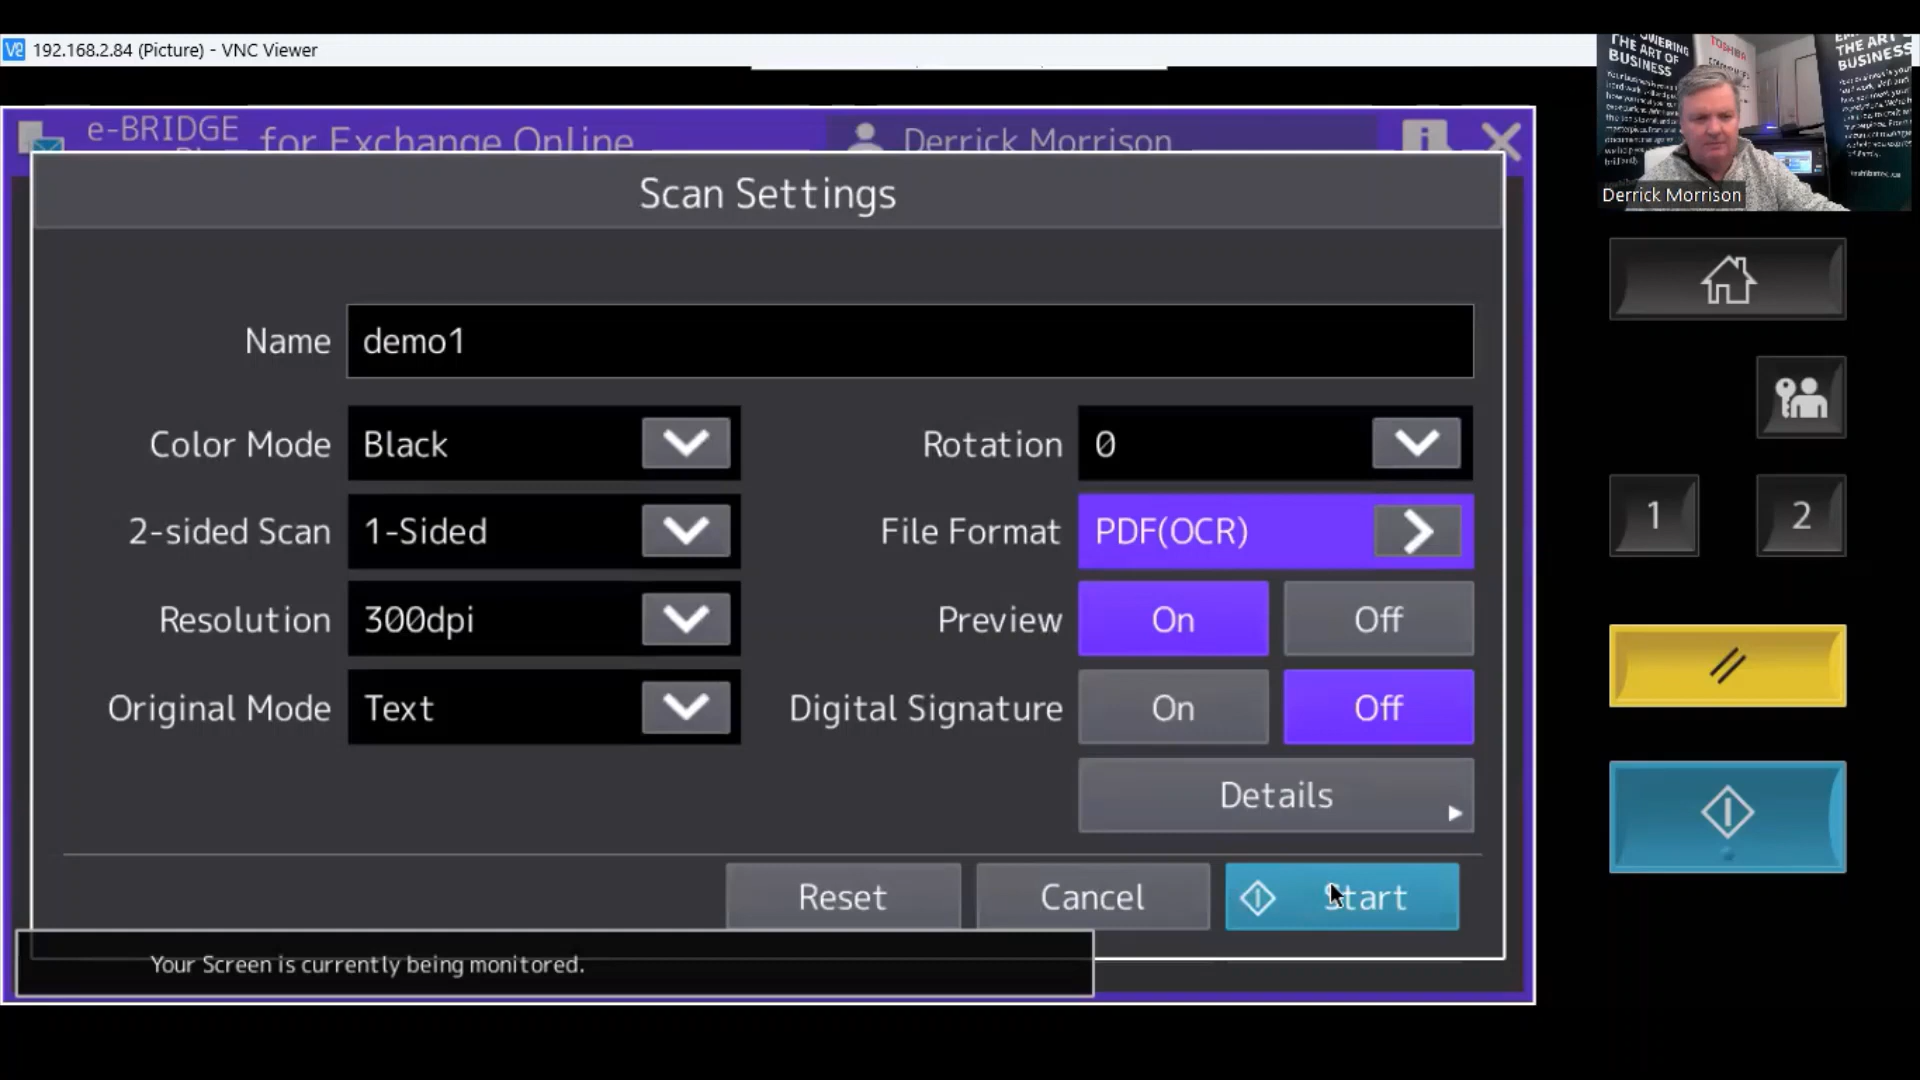 192.168.2.84 (Picture) - VNC Viewer
e-BRIDGE
for Exchange Online
Derrick Morrison
Scan Settings
Name demo1
Color Mode Black
Rotation 0
2-sided Scan 1-Sided
File Format PDF(OCR)
Resolution 300dpi
Preview On Off
Original Mode Text
Digital Signature On Off
Details
Reset Cancel Start
Your Screen is currently being monitored.
THE ART OF
BUSINESS
TOSHIBA
THE ART OF
BUSINESS
Derrick Morrison
1 2